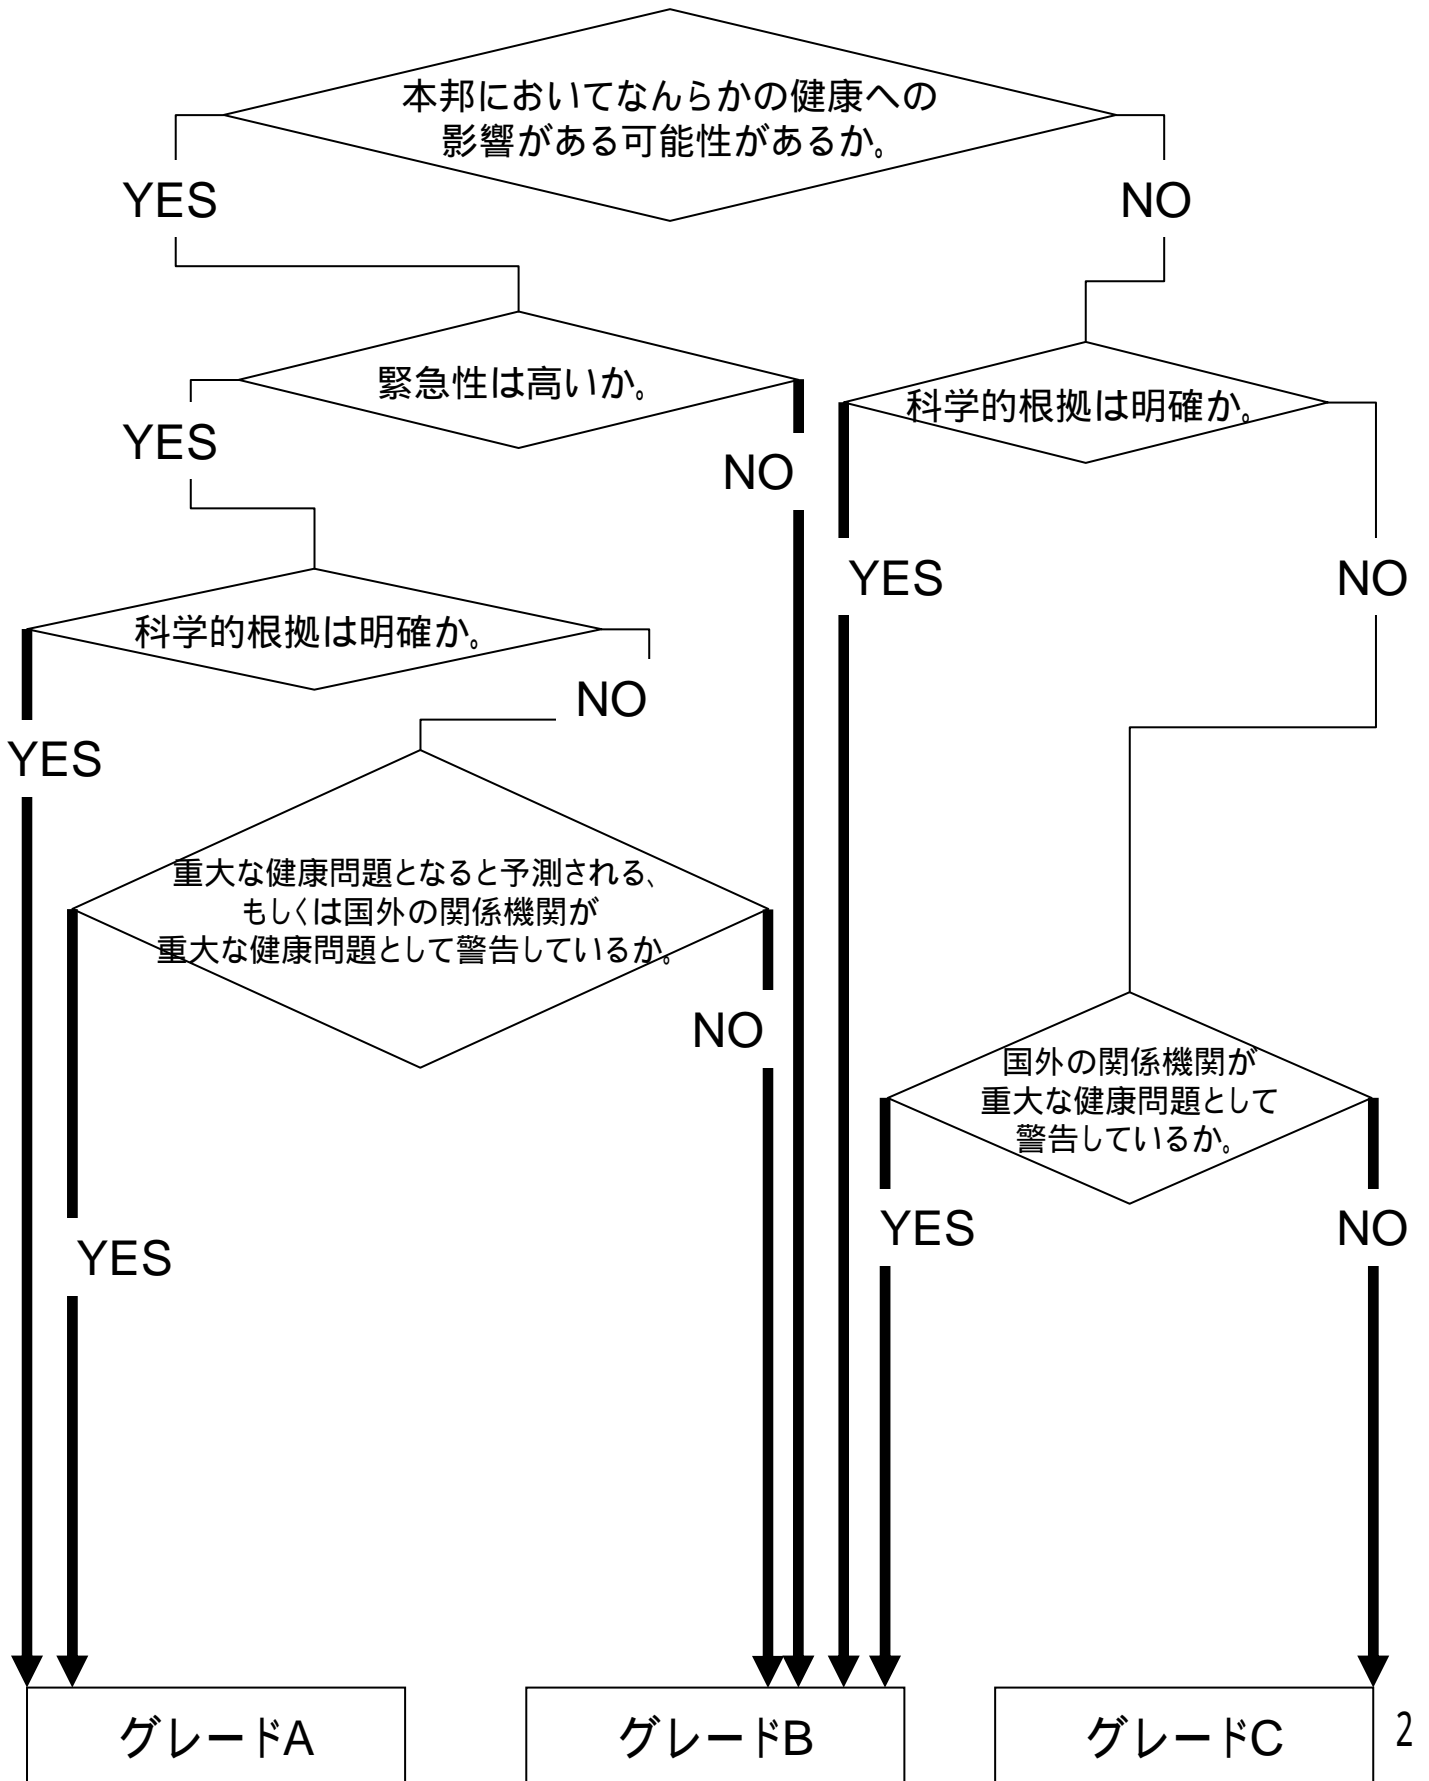 本邦においてなんらかの健康への
影響がある可能性があるか。
YES
NO
緊急性は高いか。
科学的根拠は明確か。
YES
NO
YES
NO
科学的根拠は明確か。
NO
YES
重大な健康問題となると予測される、
もしくは国外の関係機関が
重大な健康問題として警告しているか。
NO
国外の関係機関が
重大な健康問題として
警告しているか。
YES
YES
NO
グレードA
グレードB
グレードC
2